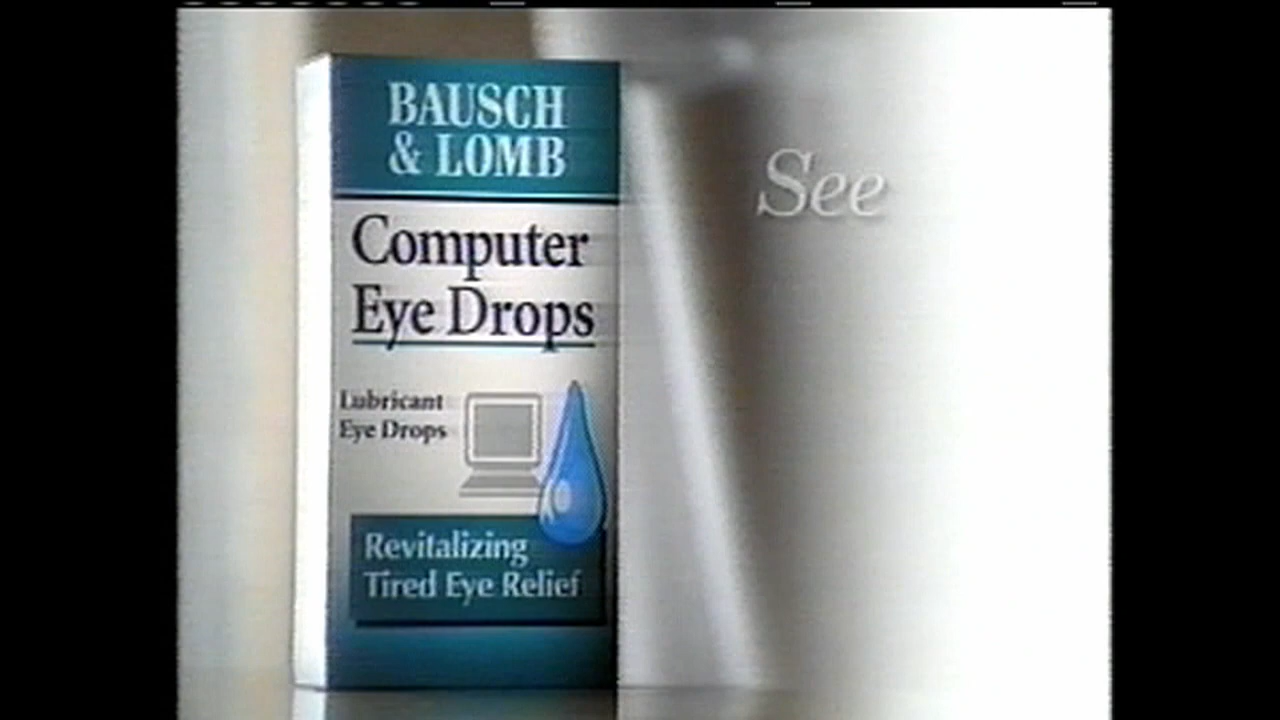 BAUSCH
& LOMB
Computer
Eye Drops
Lubricant
Eye Drops
Revitalizing
Tired Eye Relief
See